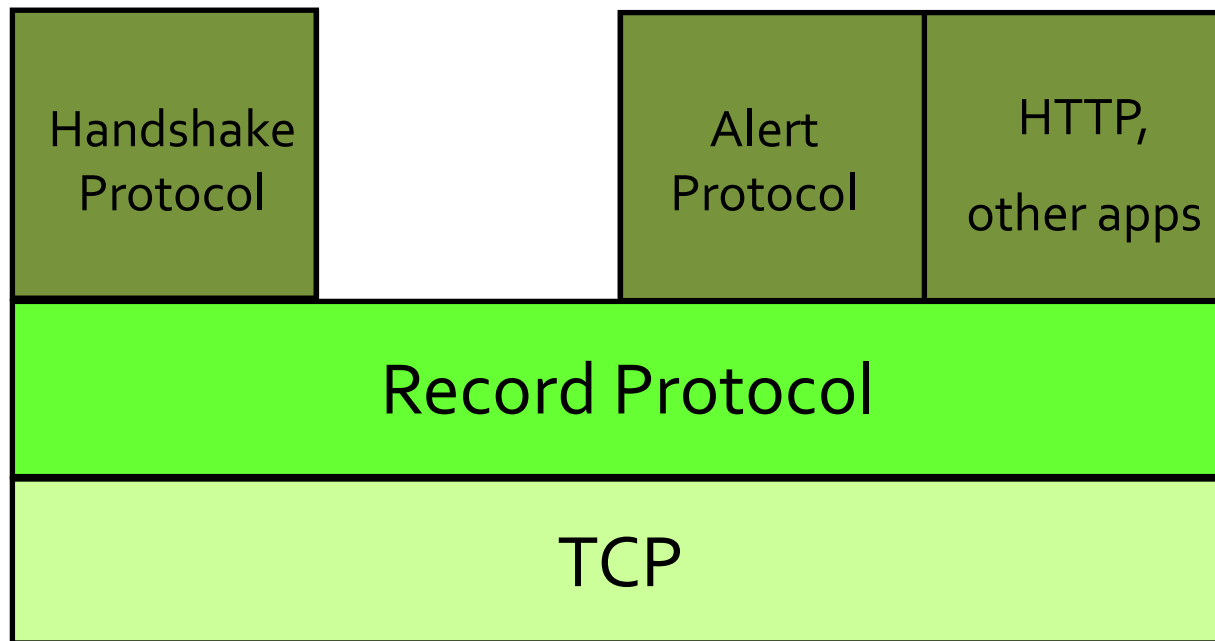 Handshake
Protocol
Alert
Protocol
HTTP,
other apps
Record Protocol
TCP